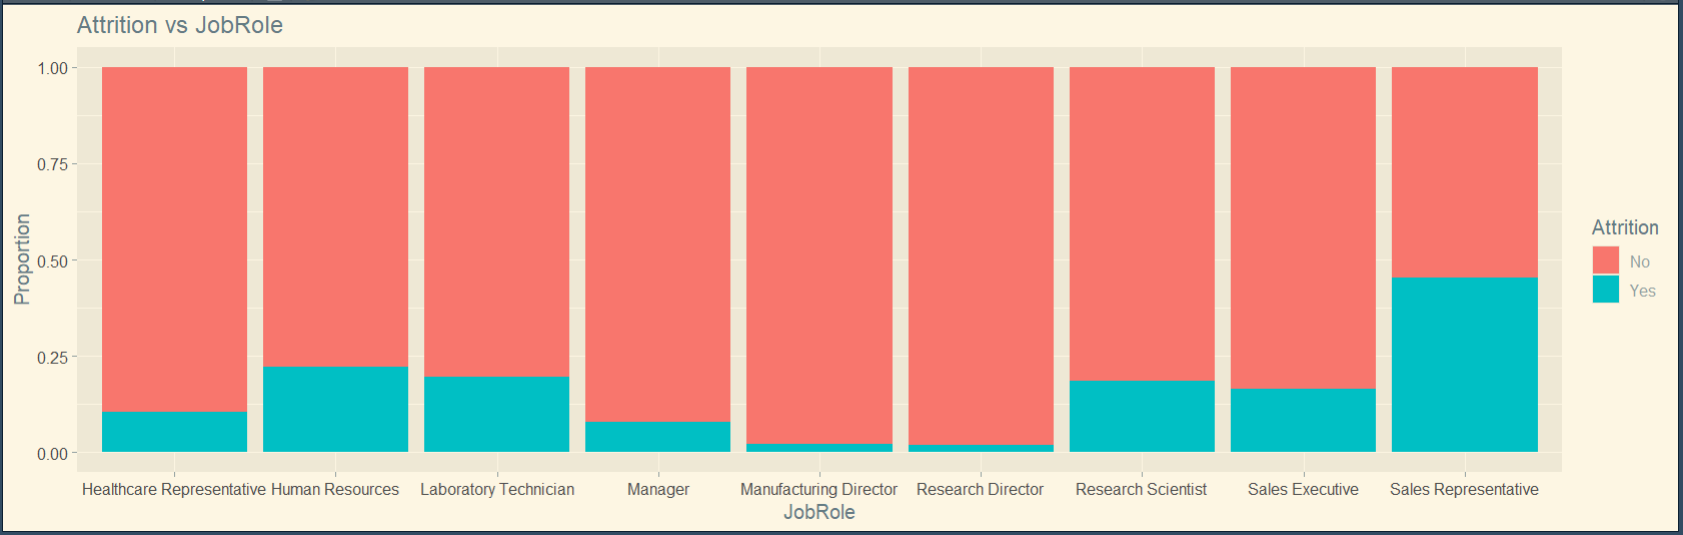 Attrition vs JobRole
1.00
0.75
0.50
0.25
0.00
Proportion
Healthcare Representative Human Resources Laboratory Technician Manager Manufacturing Director Research Director Research Scientist Sales Executive Sales Representative
JobRole
Attrition
No
Yes